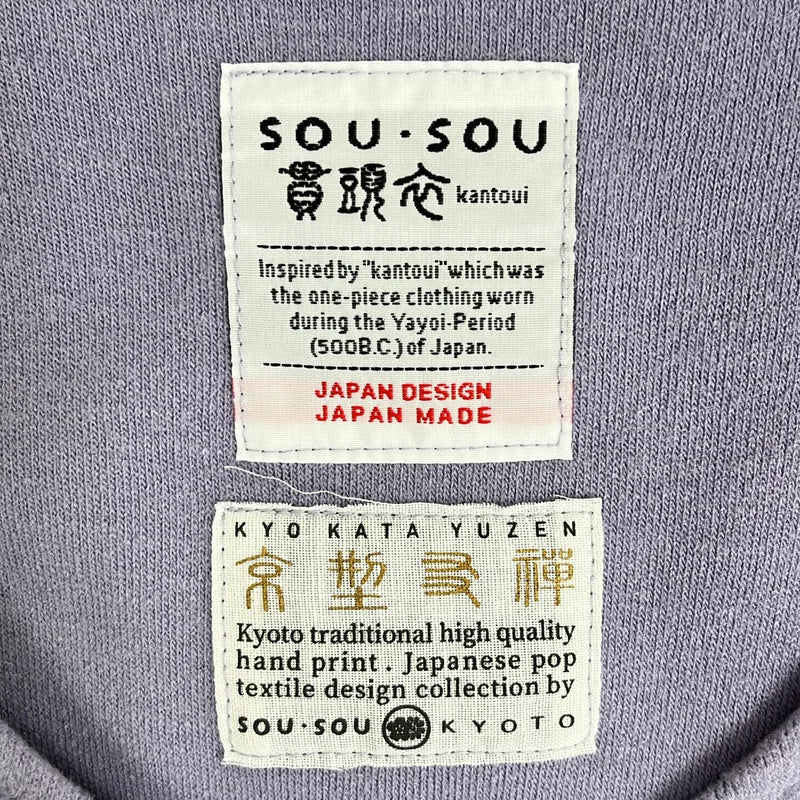 SOU・SOU
貫頭衣 kantoui
Inspired by "kantoui" which was
the one-piece clothing worn
during the Yayoi-Period
(500B.C.) of Japan.
JAPAN DESIGN
JAPAN MADE
KYO KATA YUZEN
京型友禅
Kyoto traditional high quality
hand print. Japanese pop
textile design collection by
SOU・SOU KYOTO